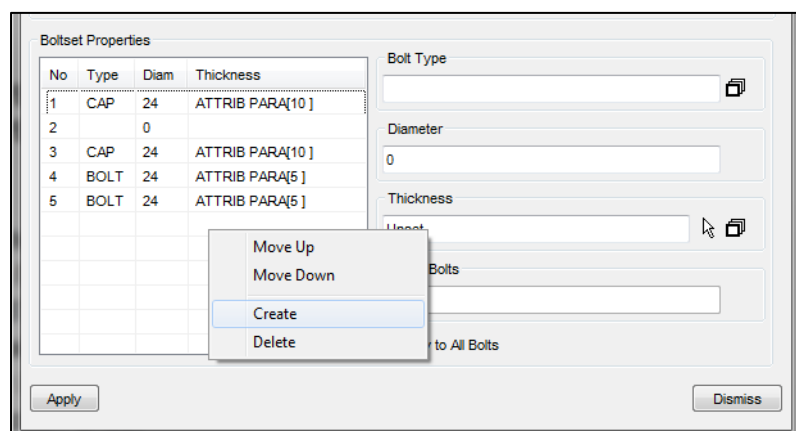 Boltset Properties
No Type Diam Thickness
1 CAP 24 ATTRIB PARA[10 ]
2 0
3 CAP 24 ATTRIB PARA[10 ]
4 BOLT 24 ATTRIB PARA[5 ]
5 BOLT 24 ATTRIB PARA[5 ]
Bolt Type
Diameter
0
Thickness
Bolts
to All Bolts
Move Up
Move Down
Create
Delete
Apply
Dismiss